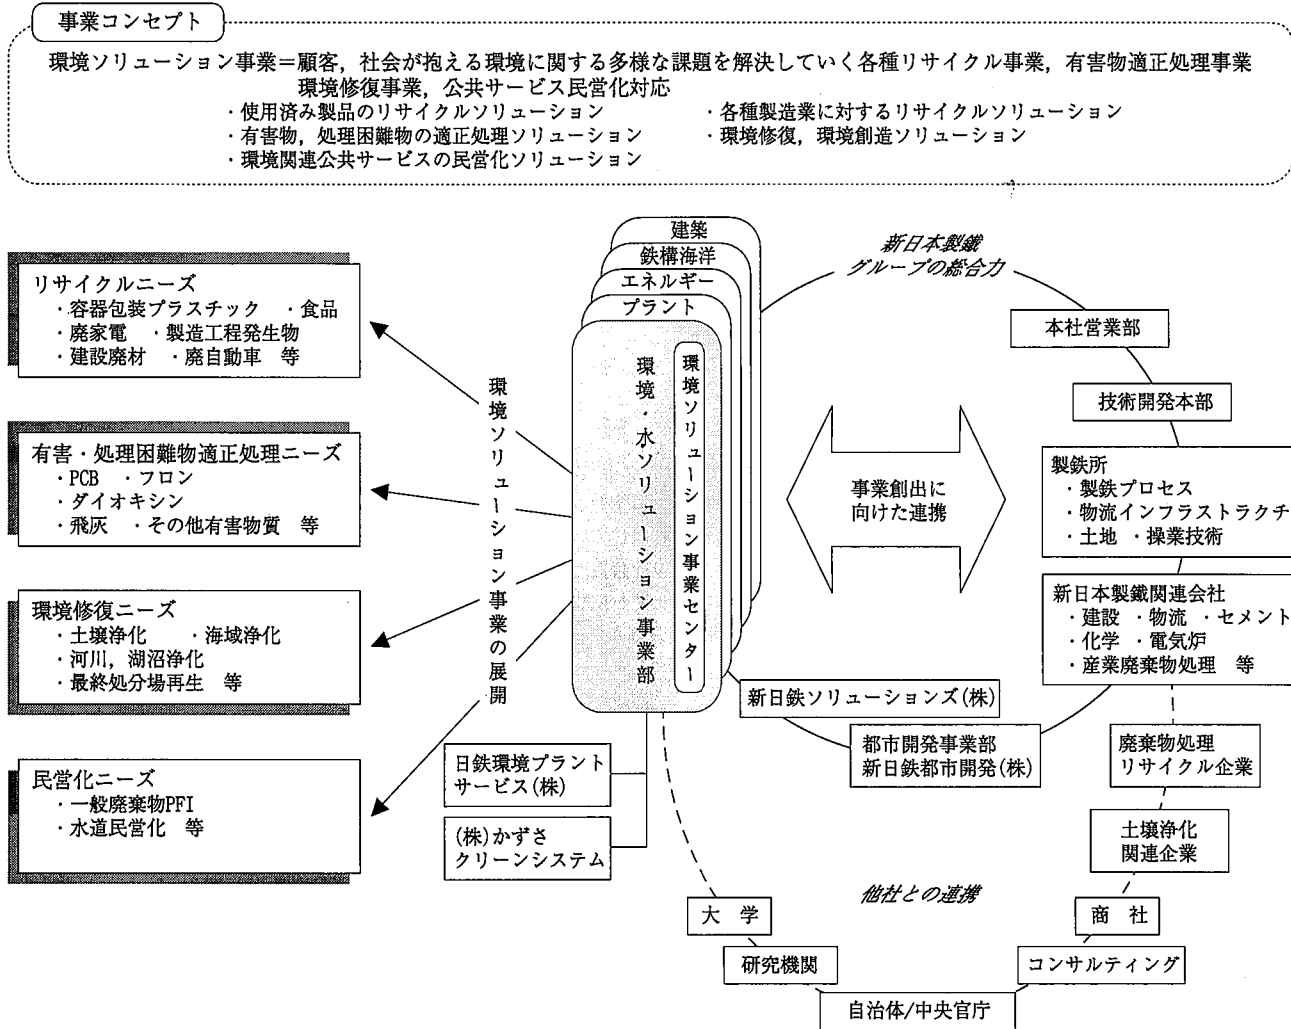 事業コンセプト
環境ソリューション事業＝顧客，社会が抱える環境に関する多様な課題を解決していく各種リサイクル事業，有害物適正処理事業
環境修復事業，公共サービス民営化対応
・使用済み製品のリサイクルソリューション
・各種製造業に対するリサイクルソリューション
・有害物，処理困難物の適正処理ソリューション
・環境修復，環境創造ソリューション
・環境関連公共サービスの民営化ソリューション
リサイクルニーズ
・容器包装プラスチック ・食品
・廃家電 ・製造工程発生物
・建設廃材 ・廃自動車 等
有害・処理困難物適正処理ニーズ
・PCB ・フロン
・ダイオキシン
・飛灰 ・その他有害物質 等
環境修復ニーズ
・土壌浄化 ・海域浄化
・河川，湖沼浄化
・最終処分場再生 等
民営化ニーズ
・一般廃棄物PFI
・水道民営化 等
環境ソリューション事業の展開
建築
鉄構海洋
エネルギー
プラント
環境・水ソリューション事業部
環境ソリューション事業センター
日鉄環境プラント
サービス(株)
(株)かずさ
クリーンシステム
事業創出に
向けた連携
新日本製鐵
グループの総合力
本社営業部
技術開発本部
製鉄所
・製鉄プロセス
・物流インフラストラクチ
・土地 ・操業技術
新日本製鐵関連会社
・建設 ・物流 ・セメント
・化学 ・電気炉
・産業廃棄物処理 等
新日鉄ソリューションズ(株)
都市開発事業部
新日鉄都市開発(株)
廃棄物処理
リサイクル企業
土壌浄化
関連企業
他社との連携
大 学
商 社
研究機関
コンサルティング
自治体/中央官庁